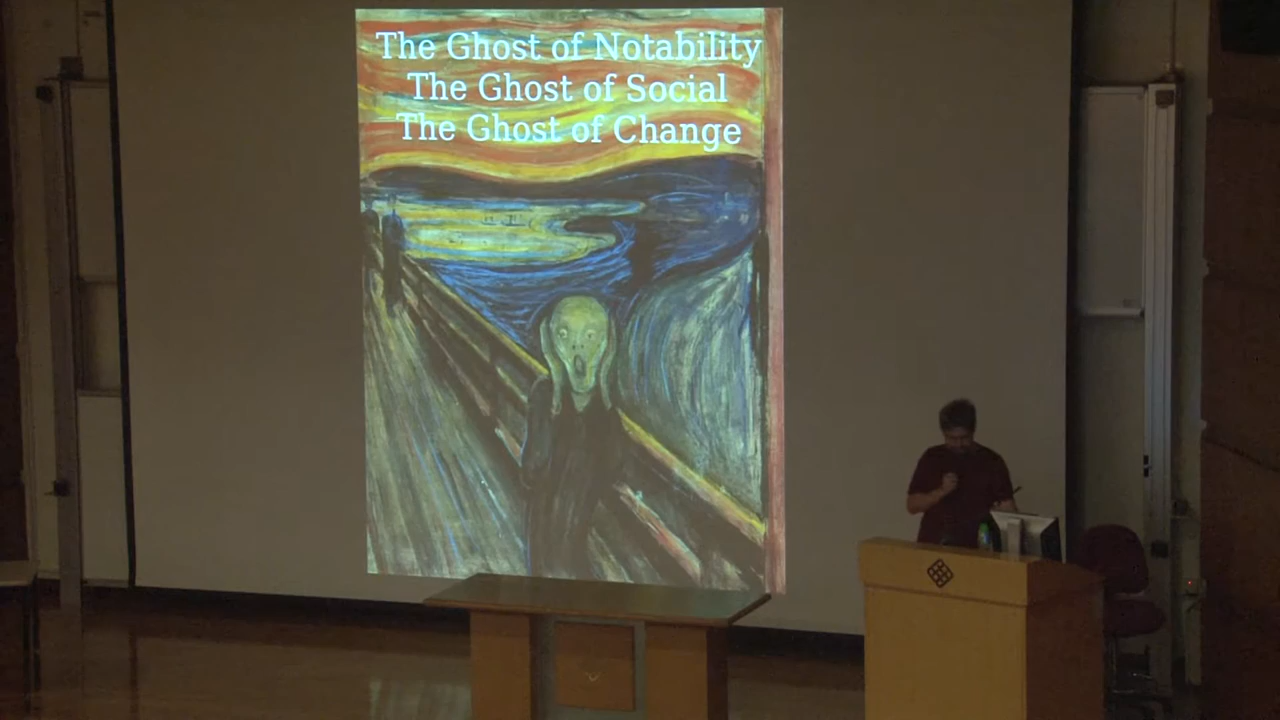 The Ghost of Notability
The Ghost of Social
The Ghost of Change